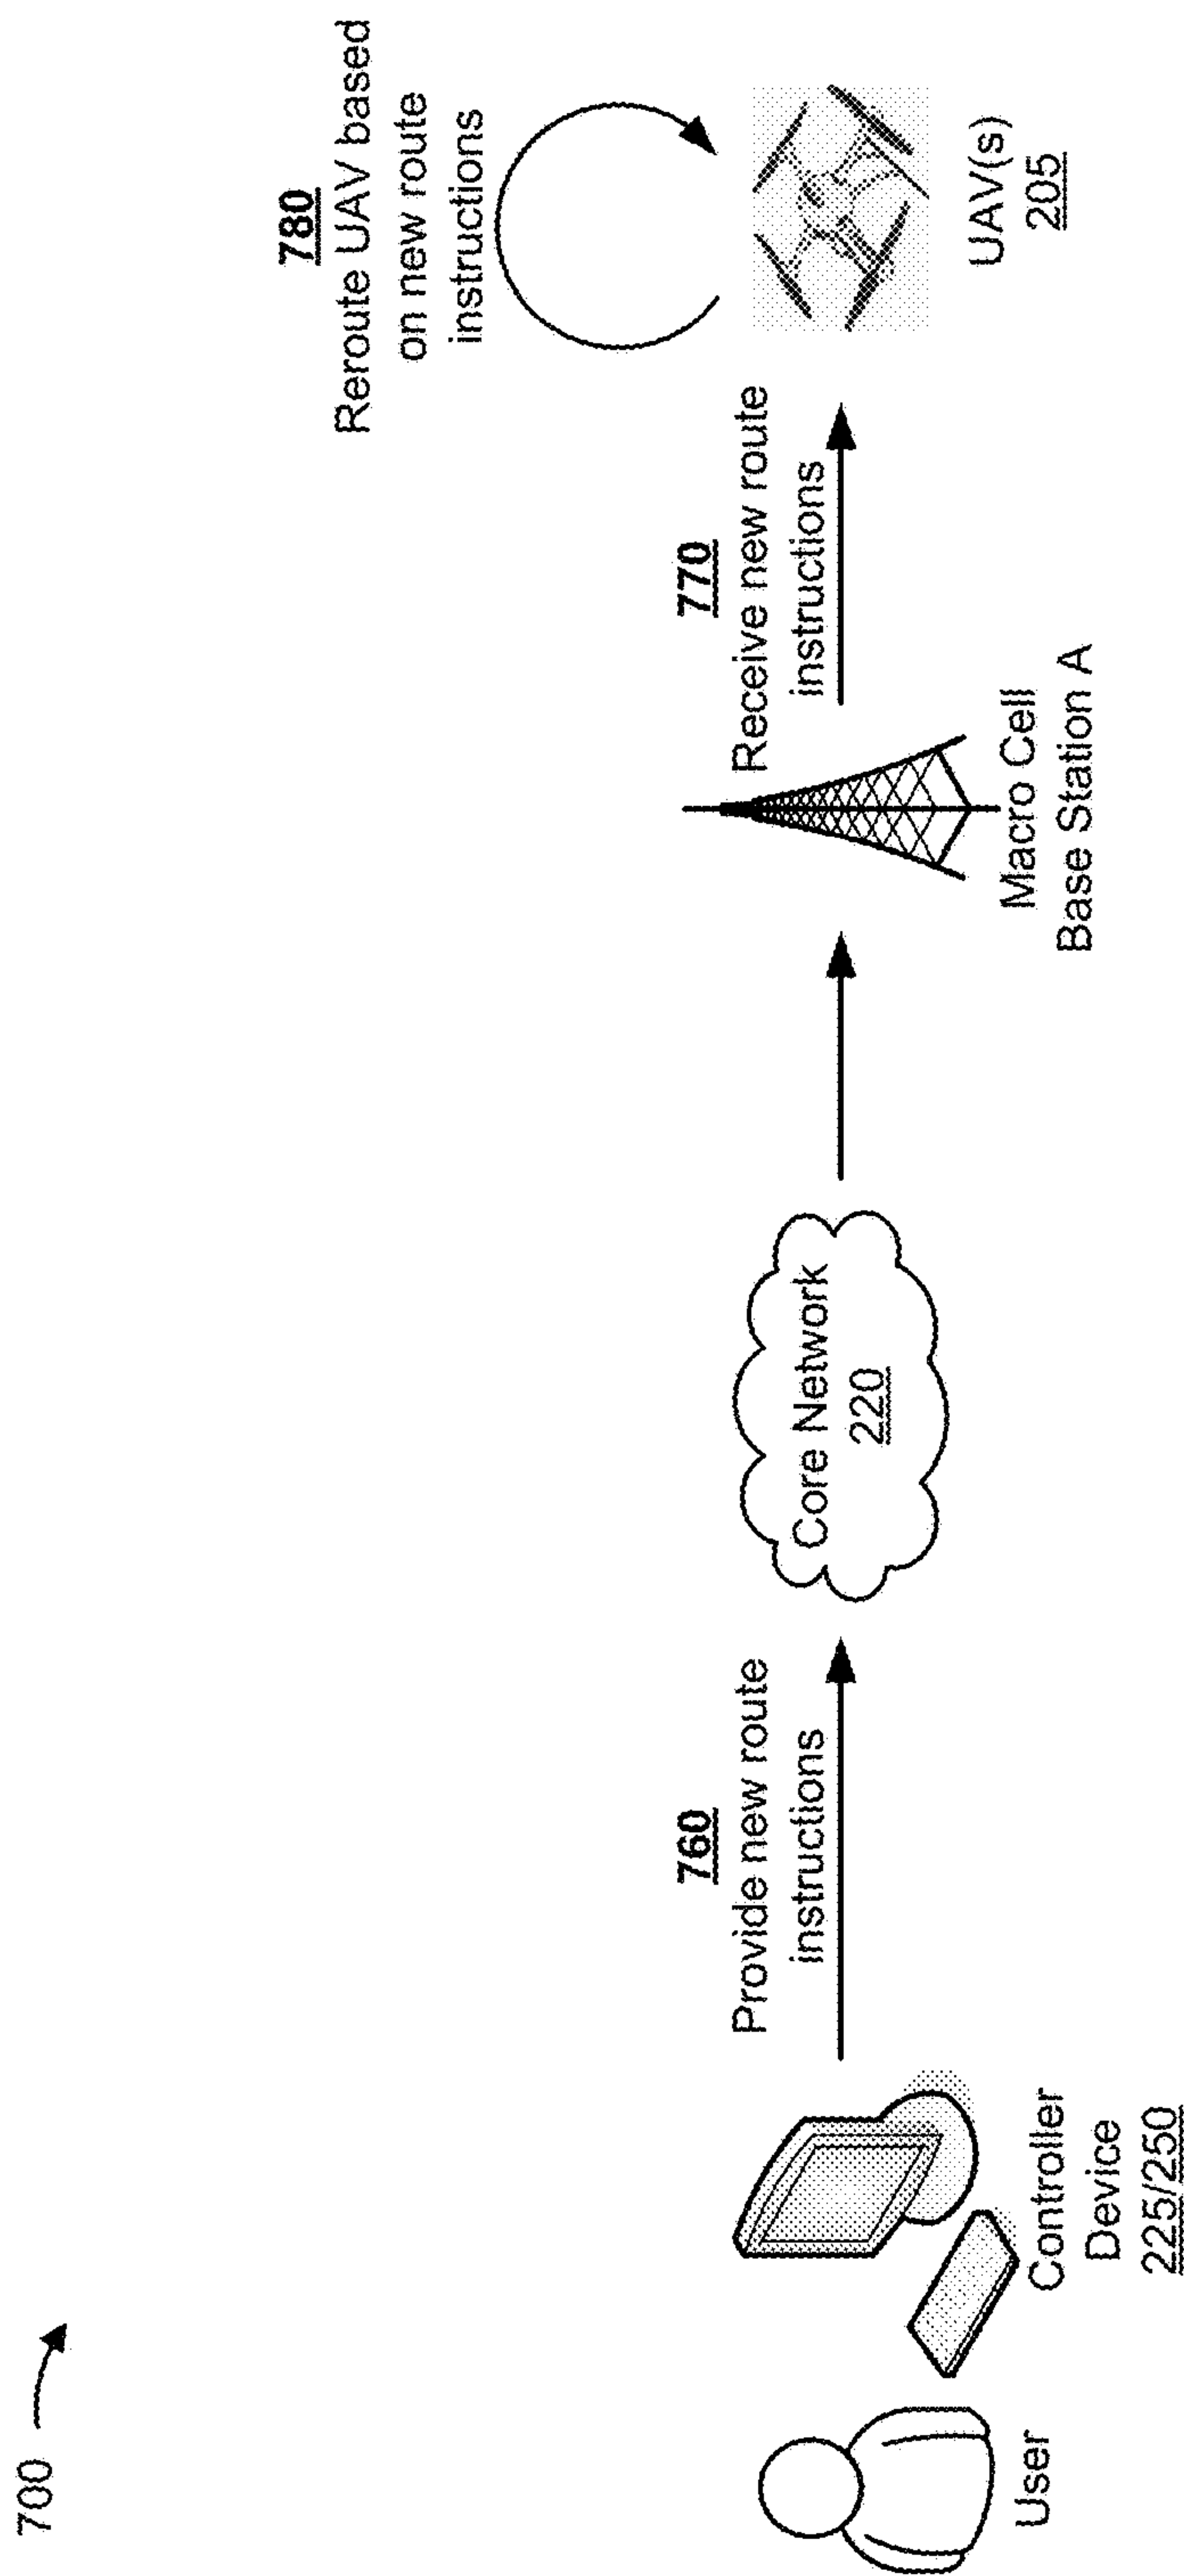 700
780
Reroute UAV based
on new route
instructions
760
Provide new route
instructions
770
Receive new route
instructions
Core Network
220
User
Controller
Device
225/250
Macro Cell
Base Station A
UAV(s)
205